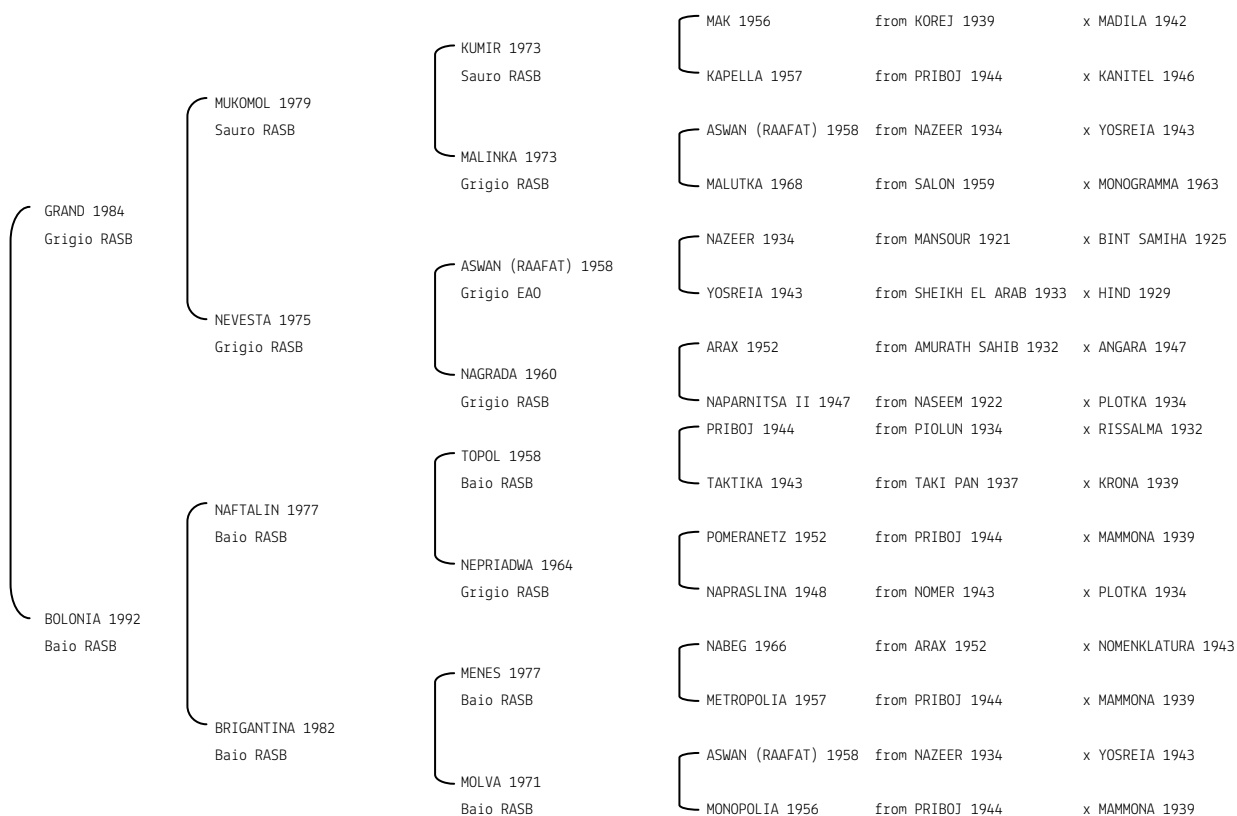 MAK 1956 from KOREJ 1939 x MADILA 1942
KUMIR 1973
Sauro RASB KAPELLA 1957 from PRIBOJ 1944 x KANITEL 1946
MUKOMOL 1979
Sauro RASB ASWAN (RAAFAT) 1958 from NAZEER 1934 x YOSREIA 1943
MALINKA 1973
Grigio RASB MALUTKA 1968 from SALON 1959 x MONOGRAMMA 1963
GRAND 1984
Grigio RASB NAZEER 1934 from MANSOUR 1921 x BINT SAMIHA 1925
ASWAN (RAAFAT) 1958
Grigio EAO YOSREIA 1943 from SHEIKH EL ARAB 1933 x HIND 1929
NEVESTA 1975
Grigio RASB ARAX 1952 from AMURATH SAHIB 1932 x ANGARA 1947
NAGRADA 1960
Grigio RASB NAPARNITSA II 1947 from NASEEM 1922 x PLOTKA 1934
PRIBOJ 1944 from PIOLUN 1934 x RISSALMA 1932
TOPOL 1958
Baio RASB TAKTIKA 1943 from TAKI PAN 1937 x KRONA 1939
NAFTALIN 1977
Baio RASB POMERANETZ 1952 from PRIBOJ 1944 x MAMMONA 1939
NEPRIADWA 1964
Grigio RASB NAPRASLINA 1948 from NOMER 1943 x PLOTKA 1934
BOLONIA 1992
Baio RASB NABEG 1966 from ARAX 1952 x NOMENKLATURA 1943
MENES 1977
Baio RASB METROPOLIA 1957 from PRIBOJ 1944 x MAMMONA 1939
BRIGANTINA 1982
Baio RASB ASWAN (RAAFAT) 1958 from NAZEER 1934 x YOSREIA 1943
MOLVA 1971
Baio RASB MONOPOLIA 1956 from PRIBOJ 1944 x MAMMONA 1939